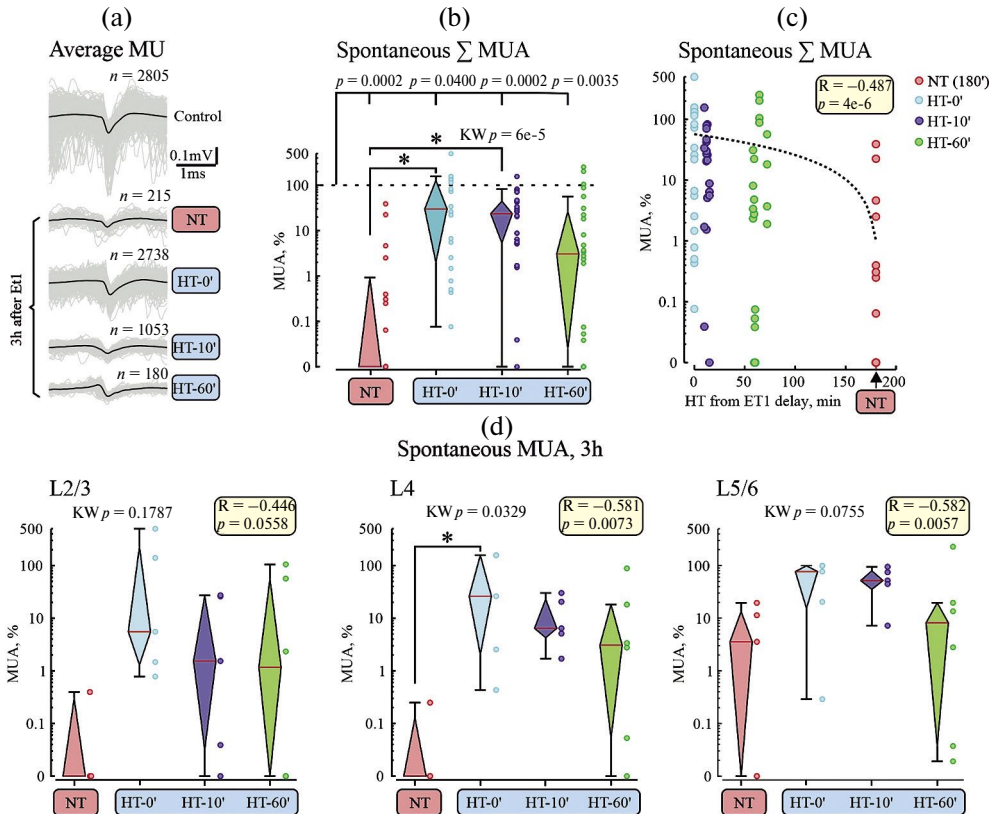 (a)
Average MU
n = 2805
Control
0.1mV
1ms
n = 215
NT
n = 2738
HT-0'
n = 1053
HT-10'
n = 180
HT-60'
3h after Et1
(b)
Spontaneous ∑ MUA
p = 0.0002 p = 0.0400 p = 0.0002 p = 0.0035
KW p = 6e-5
*
*
500
100
10
1
0.1
0
MUA, %
NT HT-0' HT-10' HT-60'
(c)
Spontaneous ∑ MUA
R = −0.487
p = 4e-6
NT (180')
HT-0'
HT-10'
HT-60'
500
100
10
1
0.1
0
MUA, %
0 50 100 150 200
HT from ET1 delay, min
NT
(d)
Spontaneous MUA, 3h
L2/3
KW p = 0.1787
R = −0.446
p = 0.0558
500
100
10
1
0.1
0
MUA, %
NT HT-0' HT-10' HT-60'
L4
KW p = 0.0329
R = −0.581
p = 0.0073
*
500
100
10
1
0.1
0
MUA, %
NT HT-0' HT-10' HT-60'
L5/6
KW p = 0.0755
R = −0.582
p = 0.0057
500
100
10
1
0.1
0
MUA, %
NT HT-0' HT-10' HT-60'